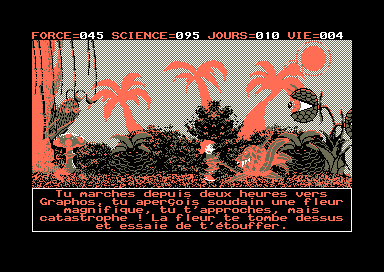 FORCE=045 SCIENCE=095 JOURS=010 VIE=004
Tu marches depuis deux heures vers
Graphos, tu aperçois soudain une fleur
magnifique, tu t'approches, mais
catastrophe ! La fleur te tombe dessus
et essaie de t'étouffer.